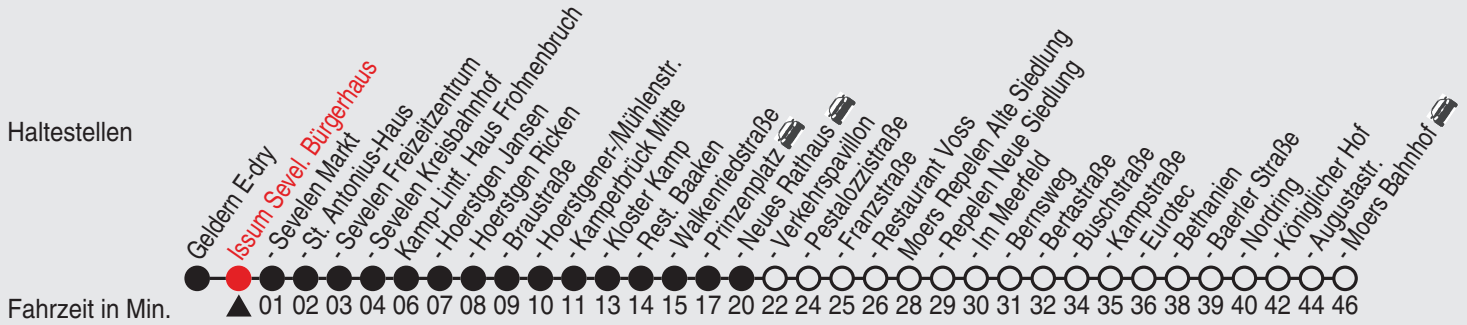 Haltestellen
Geldern E-dry
Issum Sevel. Bürgerhaus
- Sevelen Markt
- St. Antonius-Haus
- Sevelen Freizeitzentrum
- Sevelen Kreisbahnhof
Kamp-Lintf. Haus Frohnenbruch
- Hoerstgen Jansen
- Hoerstgen Ricken
- Braustraße
- Hoerstgener-/Mühlenstr.
- Kamperbrück Mitte
- Kloster Kamp
- Rest. Baaken
- Walkenriedstraße
- Prinzenplatz
- Neues Rathaus
- Verkehrspavillon
- Pestalozzistraße
- Franzstraße
- Restaurant Voss
Moers Repelen Alte Siedlung
- Repelen Neue Siedlung
- Im Meerfeld
- Bernsweg
- Bertastraße
- Buschstraße
- Kampstraße
- Eurotec
- Bethanien
- Baerler Straße
- Nordring
- Königlicher Hof
- Augustastr.
- Moers Bahnhof
Fahrzeit in Min. 01 02 03 04 06 07 08 09 10 11 13 14 15 17 20 22 24 25 26 28 29 30 31 32 34 35 36 38 39 40 42 44 46